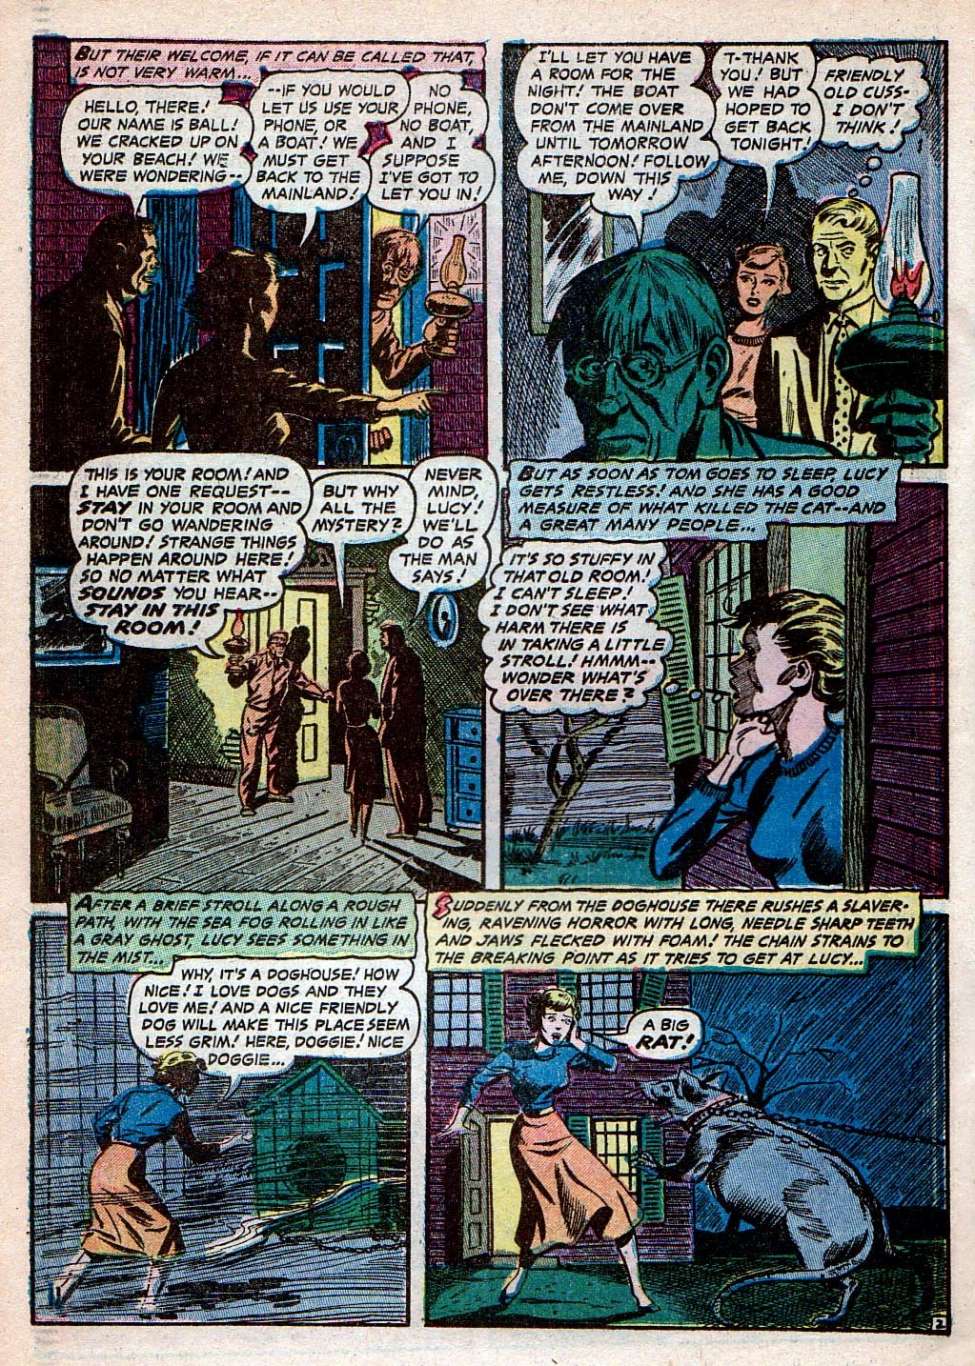 BUT THEIR WELCOME, IF IT CAN BE CALLED THAT,
IS NOT VERY WARM...
HELLO, THERE!
OUR NAME IS BALL!
WE CRACKED UP ON
YOUR BEACH! WE
WERE WONDERING--
--IF YOU WOULD
LET US USE YOUR
PHONE, OR
A BOAT! WE
MUST GET
BACK TO THE
MAINLAND!
NO
PHONE,
NO BOAT,
AND I
SUPPOSE
I'VE GOT TO
LET YOU IN!
I'LL LET YOU HAVE
A ROOM FOR THE
NIGHT! THE BOAT
DON'T COME OVER
FROM THE MAINLAND
UNTIL TOMORROW
AFTERNOON! FOLLOW
ME, DOWN THIS
WAY!
T-THANK
YOU! BUT
WE HAD
HOPED TO
GET BACK
TONIGHT!
FRIENDLY
OLD CUSS-
I DON'T
THINK!
THIS IS YOUR ROOM! AND
I HAVE ONE REQUEST--
STAY IN YOUR ROOM AND
DON'T GO WANDERING
AROUND! STRANGE THINGS
HAPPEN AROUND HERE!
SO NO MATTER WHAT
SOUNDS YOU HEAR--
STAY IN THIS
ROOM!
BUT WHY
ALL THE
MYSTERY?
NEVER
MIND,
LUCY!
WE'LL
DO AS
THE MAN
SAYS!
BUT AS SOON AS TOM GOES TO SLEEP, LUCY
GETS RESTLESS! AND SHE HAS A GOOD
MEASURE OF WHAT KILLED THE CAT--AND
A GREAT MANY PEOPLE...
IT'S SO STUFFY IN
THAT OLD ROOM!
I CAN'T SLEEP!
I DON'T SEE WHAT
HARM THERE IS
IN TAKING A LITTLE
STROLL! HMMM--
WONDER WHAT'S
OVER THERE?
AFTER A BRIEF STROLL ALONG A ROUGH
PATH, WITH THE SEA FOG ROLLING IN LIKE
A GRAY GHOST, LUCY SEES SOMETHING IN
THE MIST...
WHY, IT'S A DOGHOUSE! HOW
NICE! I LOVE DOGS AND THEY
LOVE ME! AND A NICE FRIENDLY
DOG WILL MAKE THIS PLACE SEEM
LESS GRIM! HERE, DOGGIE! NICE
DOGGIE...
SUDDENLY FROM THE DOGHOUSE THERE RUSHES A SLAVER-
ING, RAVENING HORROR WITH LONG, NEEDLE SHARP TEETH
AND JAWS FLECKED WITH FOAM! THE CHAIN STRAINS TO
THE BREAKING POINT AS IT TRIES TO GET AT LUCY...
A BIG
RAT!
2